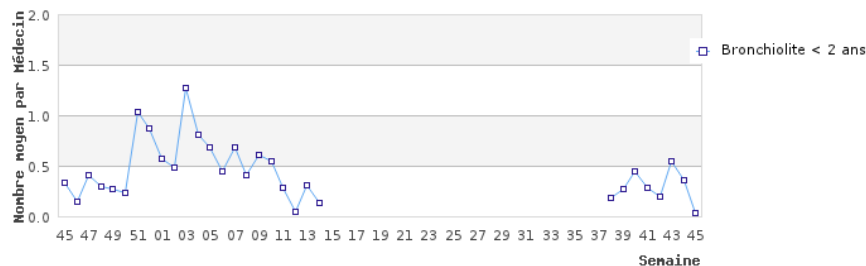 Nombre moyen par Médecin
2.0
1.5
1.0
0.5
0.0
45 47 49 51 01 03 05 07 09 11 13 15 17 19 21 23 25 27 29 31 33 35 37 39 41 43 45
Semaine
Bronchiolite < 2 ans